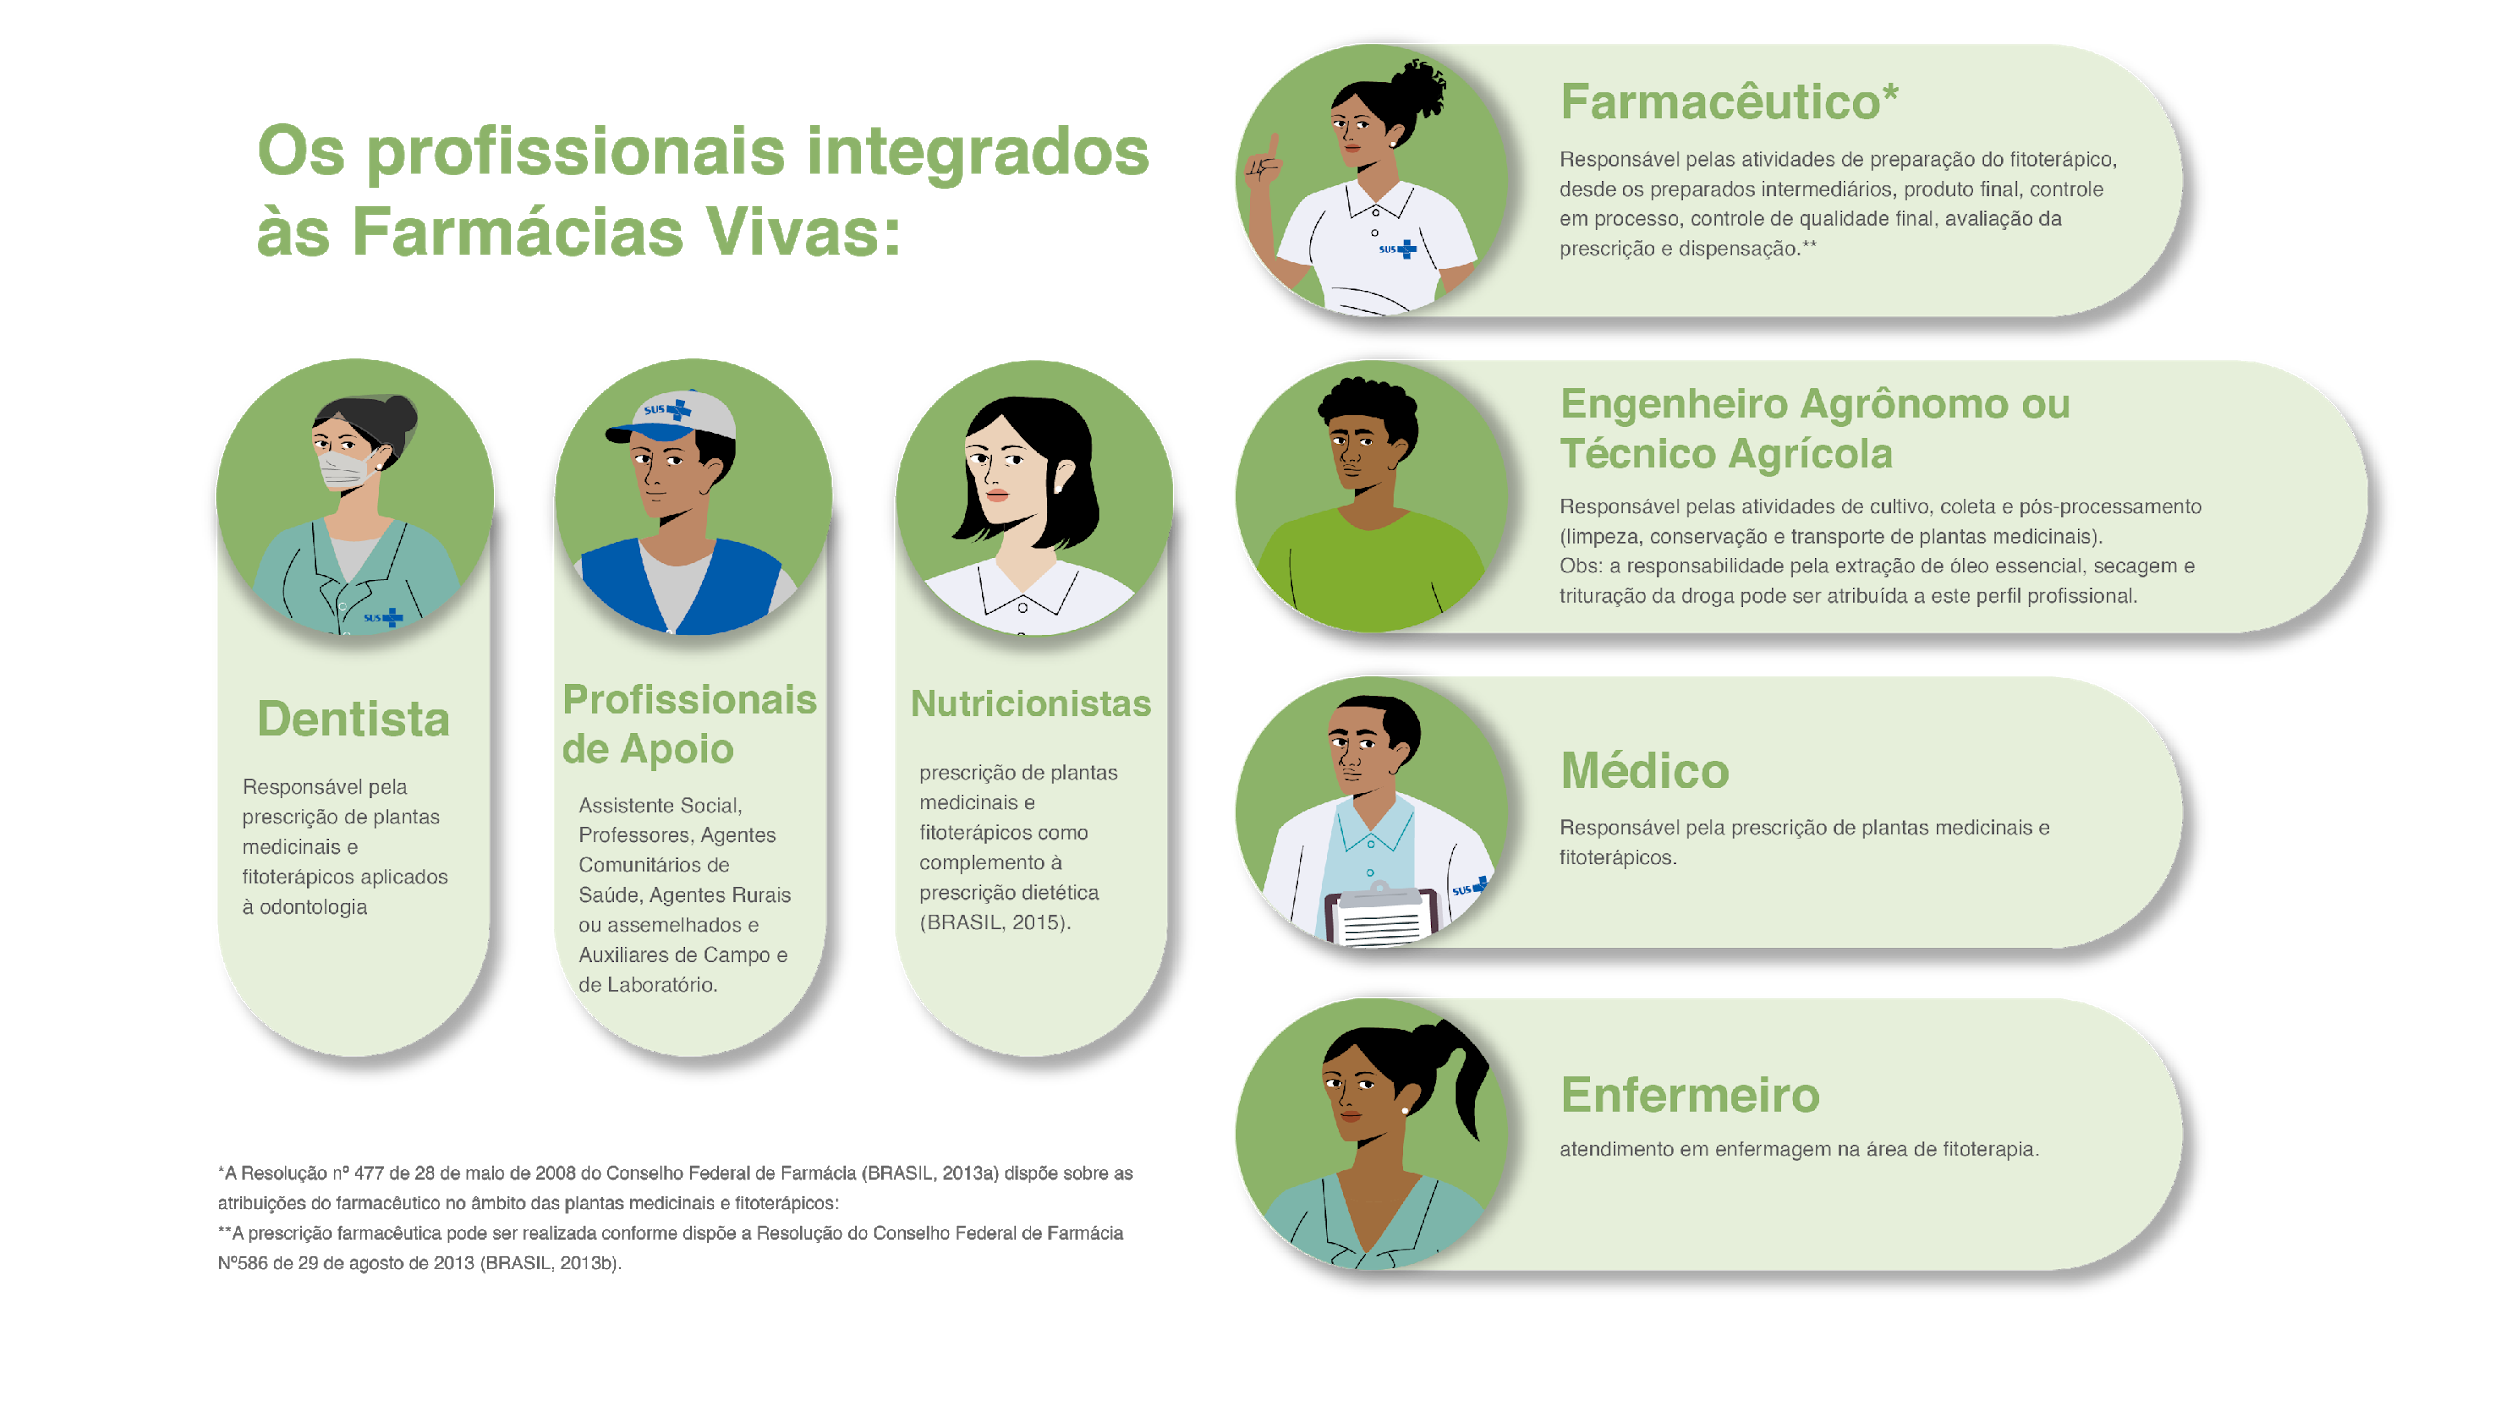 Os profissionais integrados
às Farmácias Vivas:
SUS
Dentista
Responsável pela
prescrição de plantas
medicinais e
fitoterápicos aplicados
à odontologia
SUS
Profissionais
de Apoio
Assistente Social,
Professores, Agentes
Comunitários de
Saúde, Agentes Rurais
ou assemelhados e
Auxiliares de Campo e
de Laboratório.
Nutricionistas
prescrição de plantas
medicinais e
fitoterápicos como
complemento à
prescrição dietética
(BRASIL, 2015).
*A Resolução nº 477 de 28 de maio de 2008 do Conselho Federal de Farmácia (BRASIL, 2013a) dispõe sobre as
atribuições do farmacêutico no âmbito das plantas medicinais e fitoterápicos:
**A prescrição farmacêutica pode ser realizada conforme dispõe a Resolução do Conselho Federal de Farmácia
Nº586 de 29 de agosto de 2013 (BRASIL, 2013b).
SUS
Farmacêutico*
Responsável pelas atividades de preparação do fitoterápico,
desde os preparados intermediários, produto final, controle
em processo, controle de qualidade final, avaliação da
prescrição e dispensação.**
Engenheiro Agrônomo ou
Técnico Agrícola
Responsável pelas atividades de cultivo, coleta e pós-processamento
(limpeza, conservação e transporte de plantas medicinais).
Obs: a responsabilidade pela extração de óleo essencial, secagem e
trituração da droga pode ser atribuída a este perfil profissional.
SUS
Médico
Responsável pela prescrição de plantas medicinais e
fitoterápicos.
Enfermeiro
atendimento em enfermagem na área de fitoterapia.